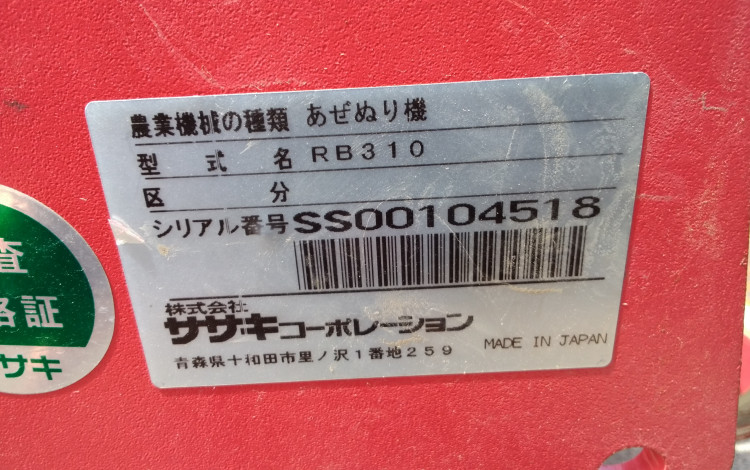 農業機械の種類 あぜぬり機
型式名 RB310
区分
シリアル番号 SS00104518
株式会社
ササキコーポレーション
青森県十和田市里ノ沢1番地259
MADE IN JAPAN
査
格証
サキ